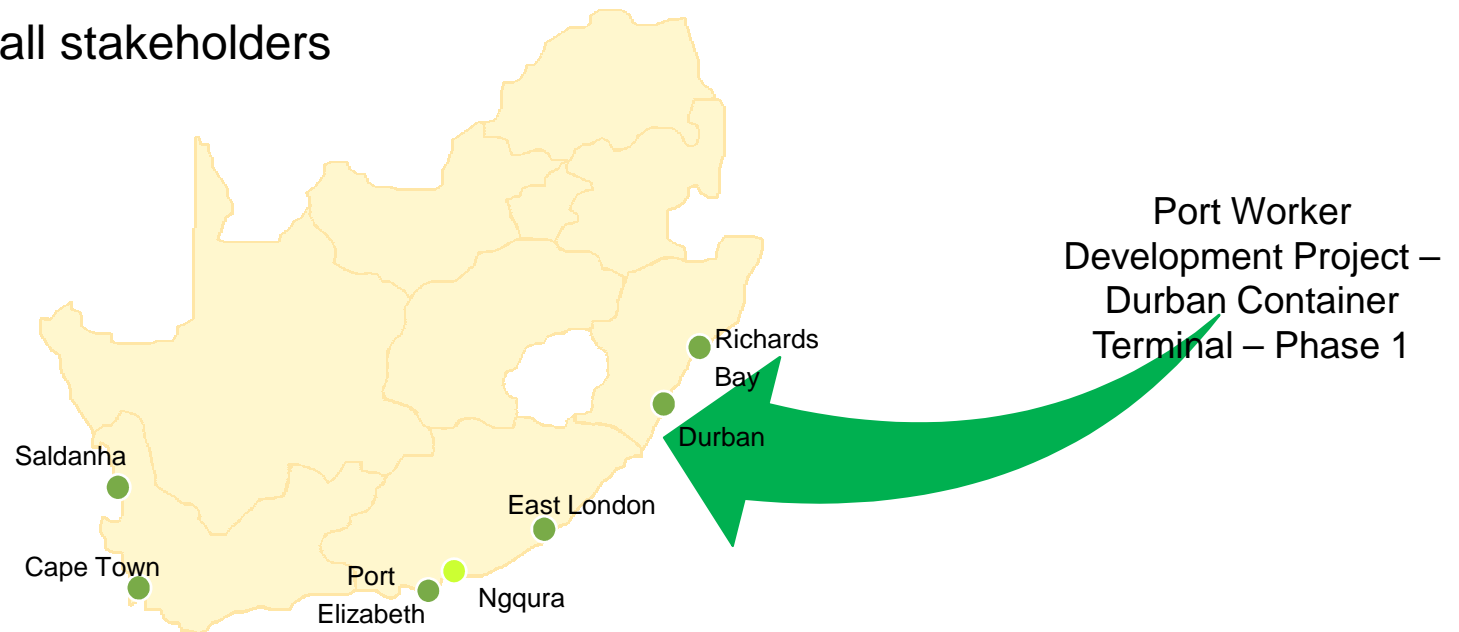 all stakeholders
Port Worker
Development Project –
Durban Container
Terminal – Phase 1
Richards
Bay
Durban
Saldanha
East London
Cape Town
Port
Elizabeth
Ngqura